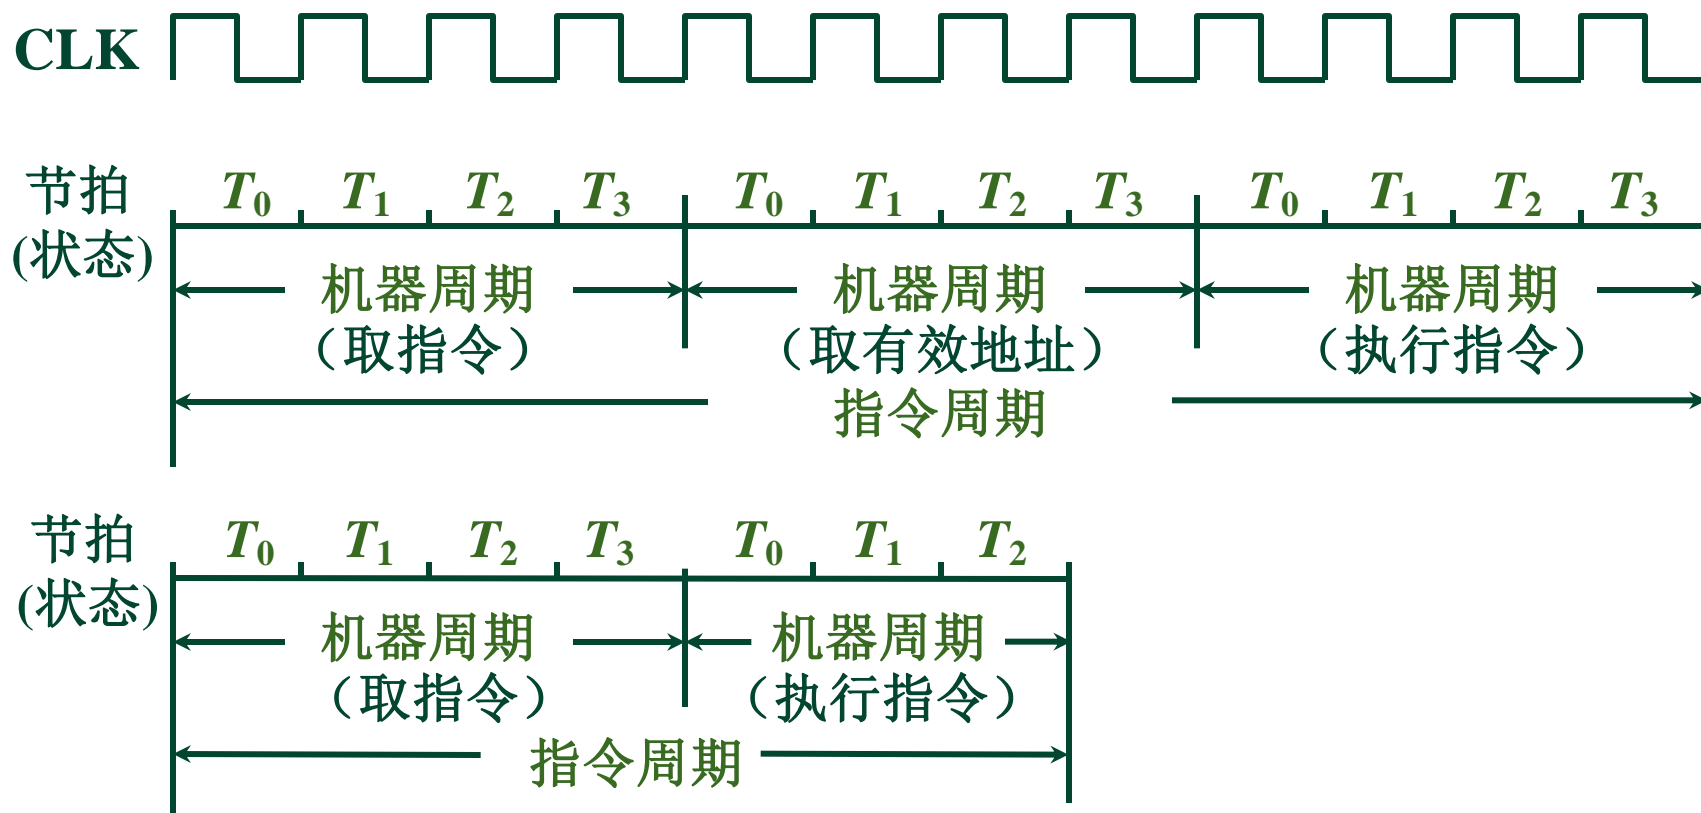 CLK
节拍
(状态)
T0 T1 T2 T3 T0 T1 T2 T3 T0 T1 T2 T3
机器周期 机器周期 机器周期
（取指令） （取有效地址） （执行指令）
指令周期
节拍
(状态)
T0 T1 T2 T3 T0 T1 T2
机器周期 机器周期
（取指令） （执行指令）
指令周期